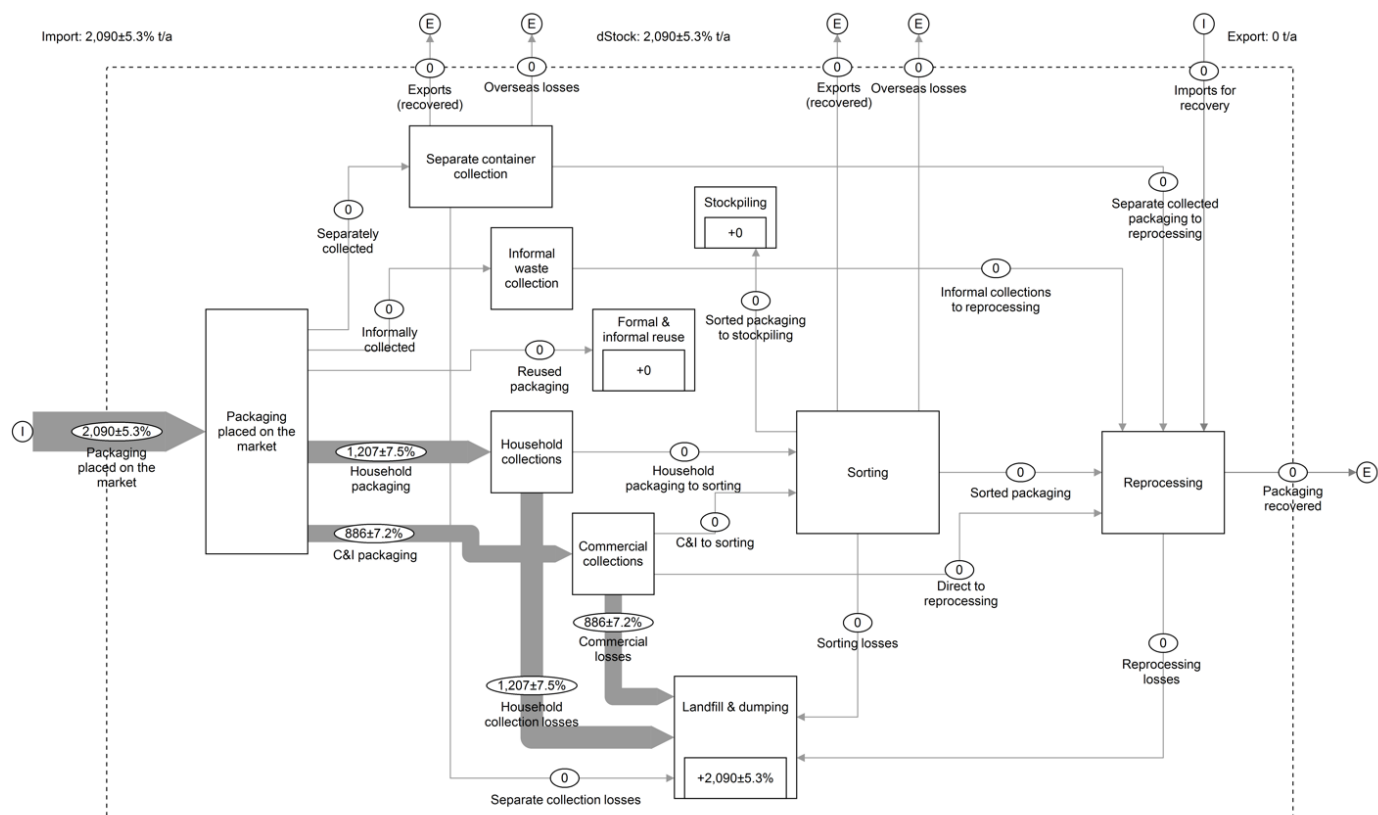 E
E
E
E
I
Import: 2,090±5.3% t/a
dStock: 2,090±5.3% t/a
Export: 0 t/a
0
Exports
(recovered)
0
Overseas losses
0
Exports
(recovered)
0
Overseas losses
0
Imports for
recovery
Separate container
collection
0
Separately
collected
Stockpiling
+0
0
Separate collected
packaging to
reprocessing
Informal
waste
collection
0
Informally
collected
0
Sorted packaging
to stockpiling
0
Informal collections
to reprocessing
Formal &
informal reuse
+0
0
Reused
packaging
I
2,090±5.3%
Packaging
placed on the
market
Packaging
placed on the
market
1,207±7.5%
Household
packaging
Household
collections
0
Household
packaging to sorting
Sorting
0
Sorted packaging
Reprocessing
0
Packaging
recovered
E
886±7.2%
C&I packaging
Commercial
collections
0
C&I to sorting
0
Direct to
reprocessing
886±7.2%
Commercial
losses
0
Sorting losses
0
Reprocessing
losses
1,207±7.5%
Household
collection losses
Landfill & dumping
+2,090±5.3%
0
Separate collection losses